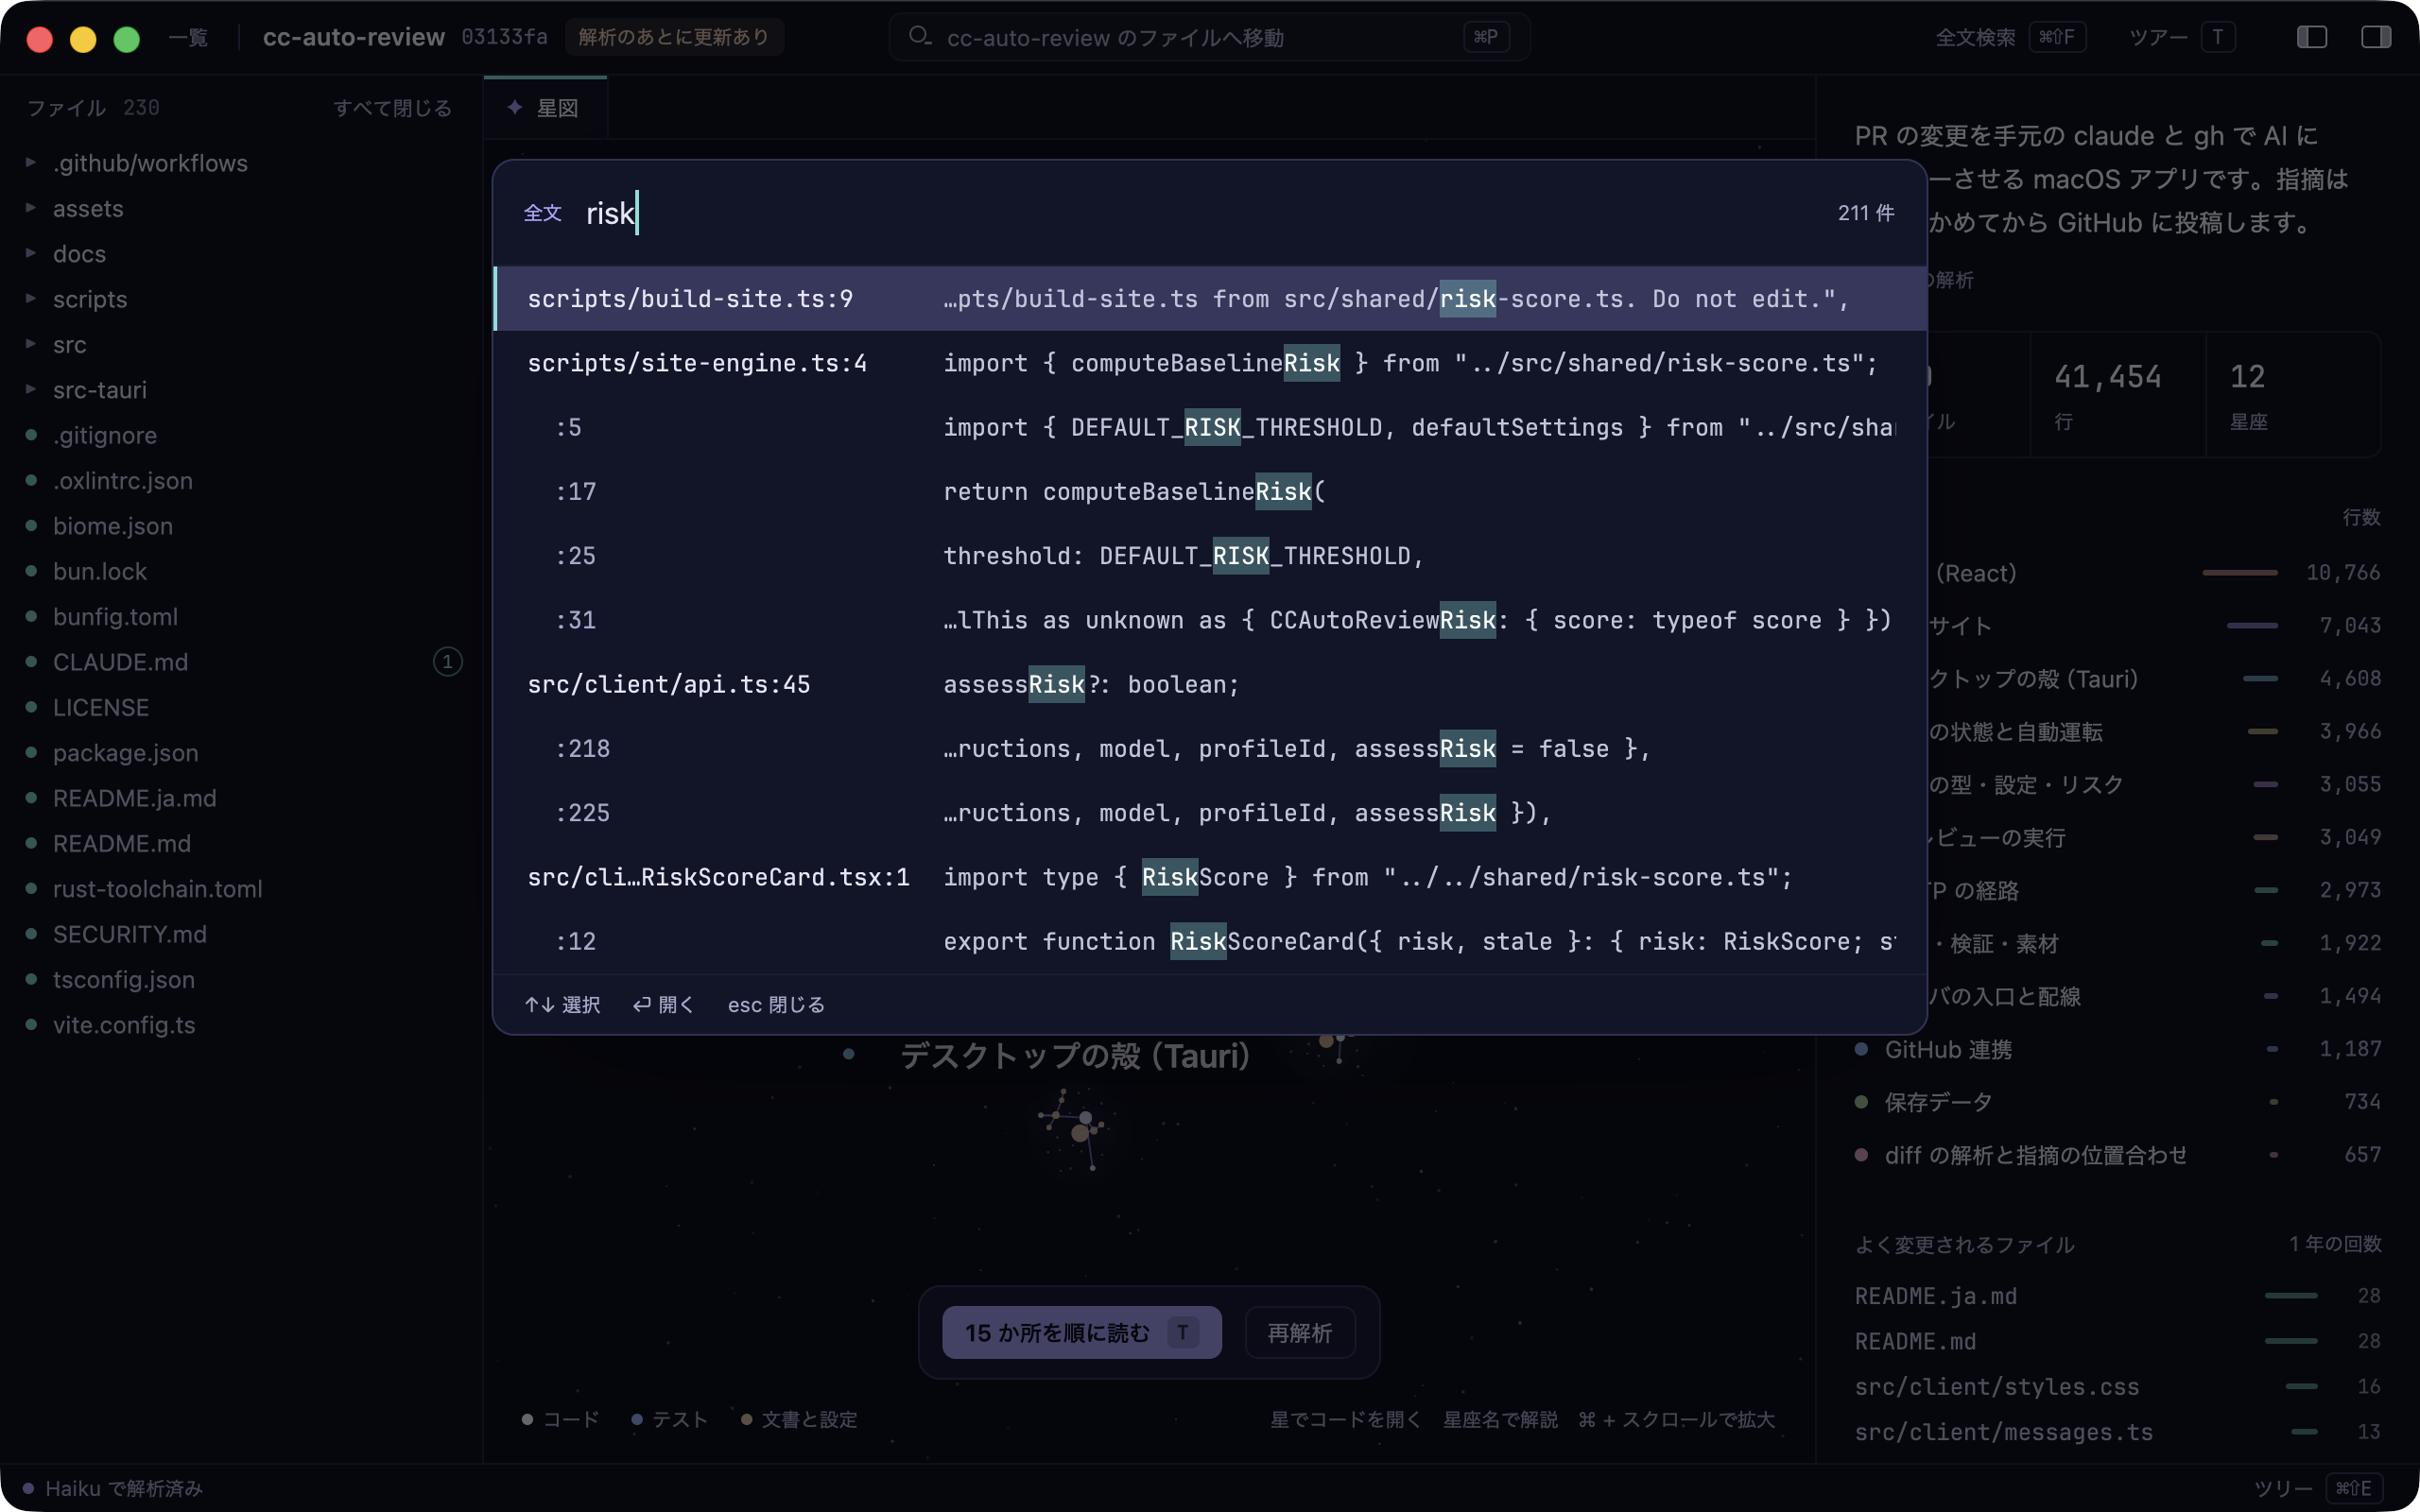 一覧 cc-auto-review 03133fa 解析のあとに更新あり cc-auto-review のファイルへ移動 ⌘P 全文検索 ⌘⇧F ツアー T
ファイル 230 すべて閉じる
.github/workflows
assets
docs
scripts
src
src-tauri
.gitignore
.oxlintrc.json
biome.json
bun.lock
bunfig.toml
CLAUDE.md 1
LICENSE
package.json
README.ja.md
README.md
rust-toolchain.toml
SECURITY.md
tsconfig.json
vite.config.ts
星図
全文 risk 211 件
scripts/build-site.ts:9 …pts/build-site.ts from src/shared/risk-score.ts. Do not edit.",
scripts/site-engine.ts:4 import { computeBaselineRisk } from "../src/shared/risk-score.ts";
:5 import { DEFAULT_RISK_THRESHOLD, defaultSettings } from "../src/sha
:17 return computeBaselineRisk(
:25 threshold: DEFAULT_RISK_THRESHOLD,
:31 …lThis as unknown as { CCAutoReviewRisk: { score: typeof score } })
src/client/api.ts:45 assessRisk?: boolean;
:218 …ructions, model, profileId, assessRisk = false },
:225 …ructions, model, profileId, assessRisk }),
src/cli…RiskScoreCard.tsx:1 import type { RiskScore } from "../../shared/risk-score.ts";
:12 export function RiskScoreCard({ risk, stale }: { risk: RiskScore;
↑↓ 選択 ⏎ 開く esc 閉じる
デスクトップの殻（Tauri）
15 か所を順に読む T 再解析
コード テスト 文書と設定 星でコードを開く 星座名で解説 ⌘ + スクロールで拡大
PR の変更を手元の claude と gh で AI に
ーさせる macOS アプリです。指摘は
かめてから GitHub に投稿します。
の解析
41,454 12
イル 行 星座
行数
（React） 10,766
サイト 7,043
クトップの殻（Tauri） 4,608
の状態と自動運転 3,966
の型・設定・リスク 3,055
レビューの実行 3,049
TP の経路 2,973
・検証・素材 1,922
バの入口と配線 1,494
GitHub 連携 1,187
保存データ 734
diff の解析と指摘の位置合わせ 657
よく変更されるファイル 1 年の回数
README.ja.md 28
README.md 28
src/client/styles.css 16
src/client/messages.ts 13
Haiku で解析済み ツリー ⌘⇧E